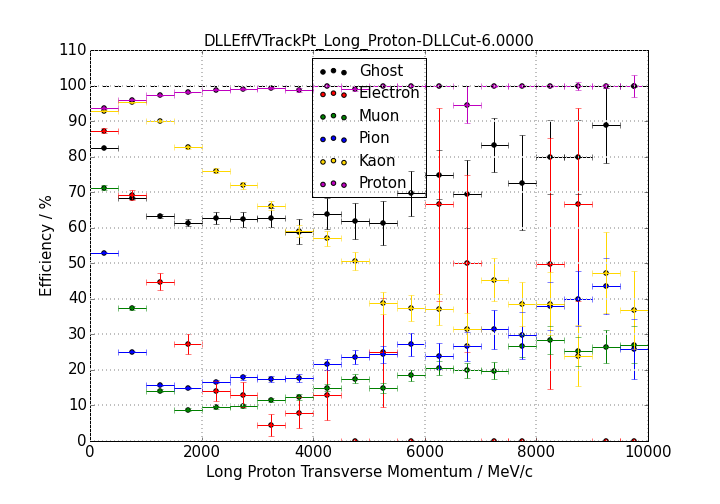 DLLEffVTrackPt_Long_Proton-DLLCut-6.0000
110
100
90
80
70
60
50
40
30
20
10
0
Efficiency / %
Ghost
Electron
Muon
Pion
Kaon
Proton
0 2000 4000 6000 8000 10000
Long Proton Transverse Momentum / MeV/c